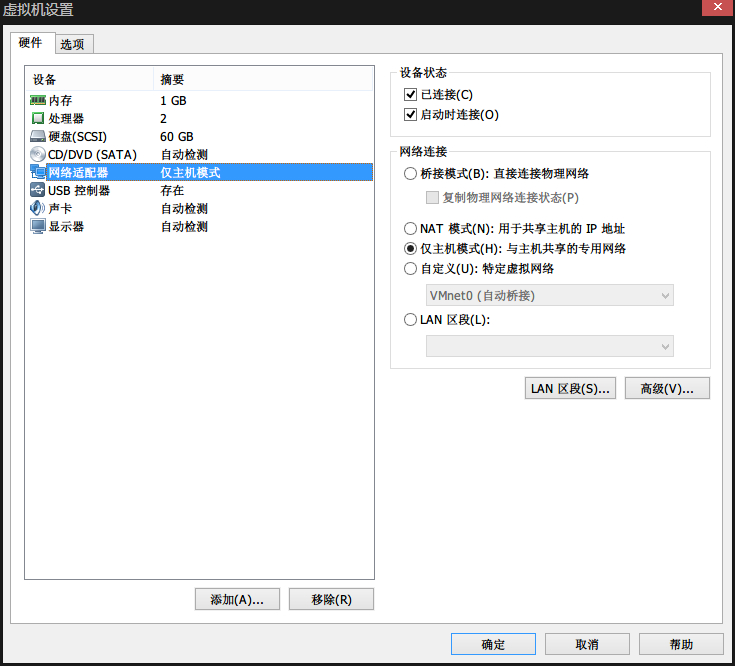 虚拟机设置
硬件 选项
设备 摘要
内存 1 GB
处理器 2
硬盘(SCSI) 60 GB
CD/DVD (SATA) 自动检测
网络适配器 仅主机模式
USB 控制器 存在
声卡 自动检测
显示器 自动检测
添加(A)... 移除(R)
设备状态
已连接(C)
启动时连接(O)
网络连接
桥接模式(B): 直接连接物理网络
复制物理网络连接状态(P)
NAT 模式(N): 用于共享主机的 IP 地址
仅主机模式(H): 与主机共享的专用网络
自定义(U): 特定虚拟网络
VMnet0 (自动桥接)
LAN 区段(L):
LAN 区段(S)... 高级(V)...
确定 取消 帮助